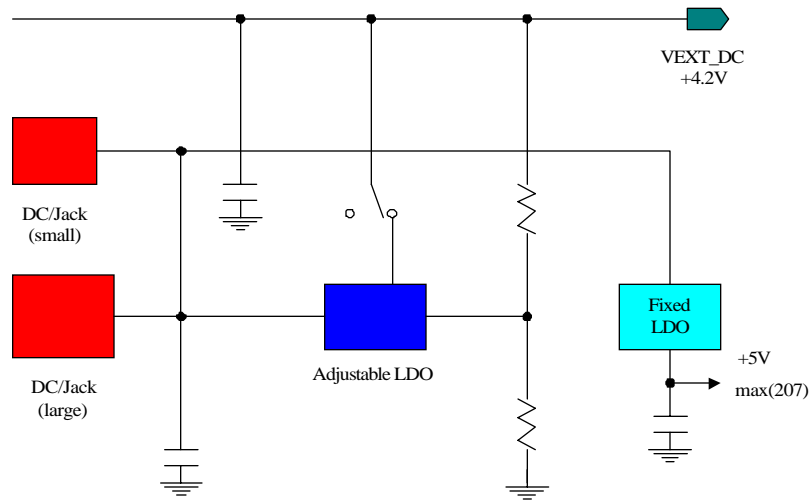 VEXT_DC
+4.2V
DC/Jack
(small)
Fixed
LDO
Adjustable LDO
+5V
max(207)
DC/Jack
(large)